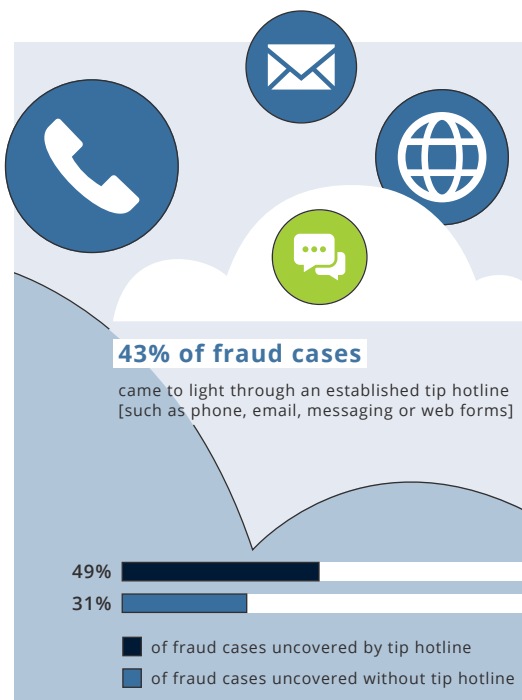 43% of fraud cases
came to light through an established tip hotline
[such as phone, email, messaging or web forms]
49%
31%
of fraud cases uncovered by tip hotline
of fraud cases uncovered without tip hotline